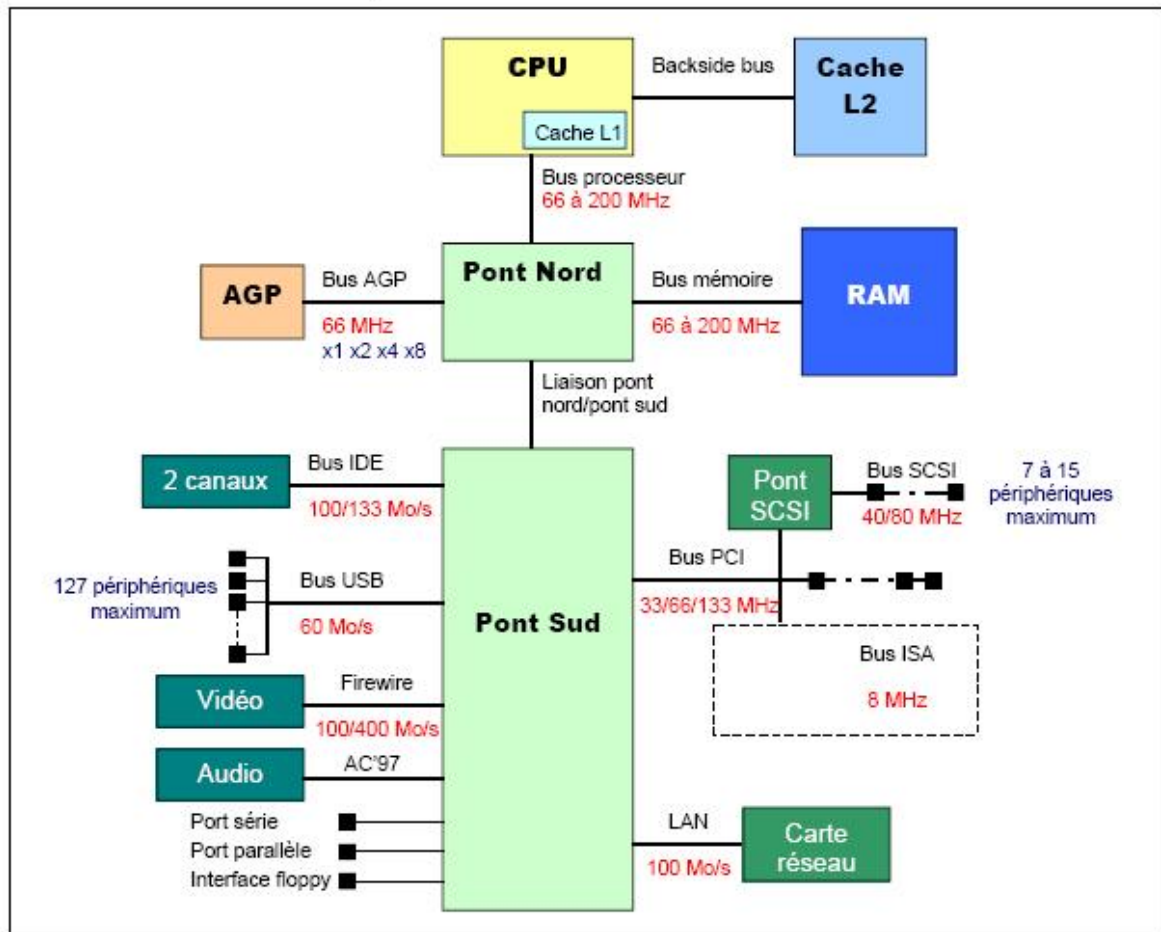 CPU
Cache L1
Backside bus
Cache
L2
Bus processeur
66 à 200 MHz
AGP
Bus AGP
66 MHz
x1 x2 x4 x8
Pont Nord
Bus mémoire
66 à 200 MHz
RAM
Liaison pont
nord/pont sud
2 canaux
Bus IDE
100/133 Mo/s
127 périphériques
maximum
Bus USB
60 Mo/s
Pont Sud
Vidéo
Firewire
100/400 Mo/s
Audio
AC'97
Port série
Port parallèle
Interface floppy
Pont
SCSI
Bus SCSI
40/80 MHz
7 à 15
périphériques
maximum
Bus PCI
33/66/133 MHz
Bus ISA
8 MHz
LAN
100 Mo/s
Carte
réseau